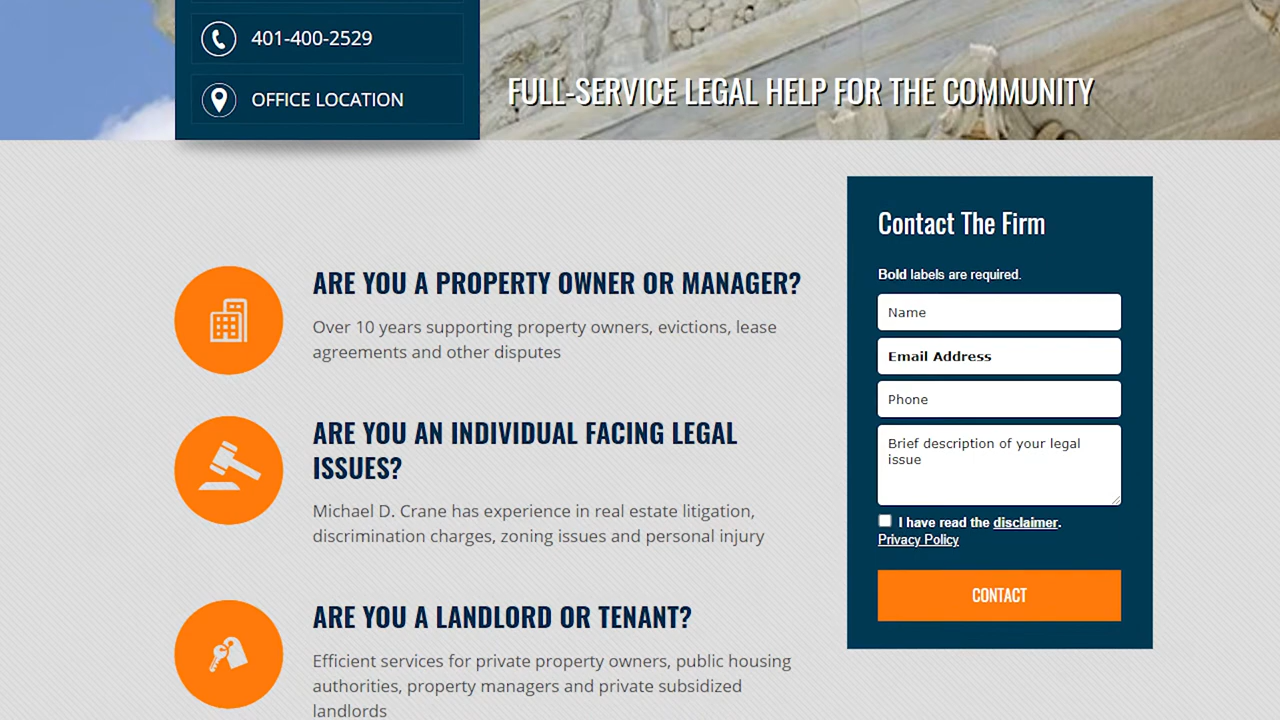 401-400-2529
OFFICE LOCATION
FULL-SERVICE LEGAL HELP FOR THE COMMUNITY
ARE YOU A PROPERTY OWNER OR MANAGER?
Over 10 years supporting property owners, evictions, lease
agreements and other disputes
ARE YOU AN INDIVIDUAL FACING LEGAL
ISSUES?
Michael D. Crane has experience in real estate litigation,
discrimination charges, zoning issues and personal injury
ARE YOU A LANDLORD OR TENANT?
Efficient services for private property owners, public housing
authorities, property managers and private subsidized
landlords
Contact The Firm
Bold labels are required.
Name
Email Address
Phone
Brief description of your legal
issue
I have read the disclaimer.
Privacy Policy
CONTACT